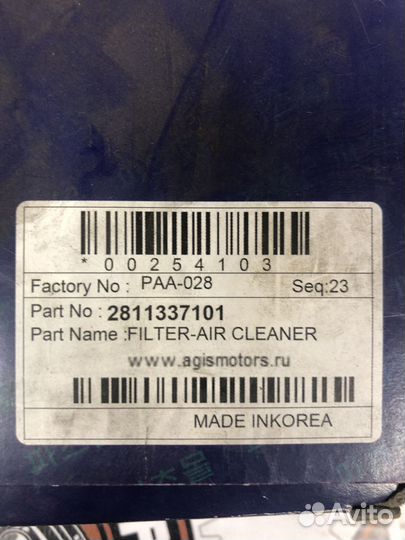 *00254103
Factory No : PAA-028 Seq:23
Part No : 2811337101
Part Name :FILTER-AIR CLEANER
www.agismotors.ru
MADE INKOREA
Avito